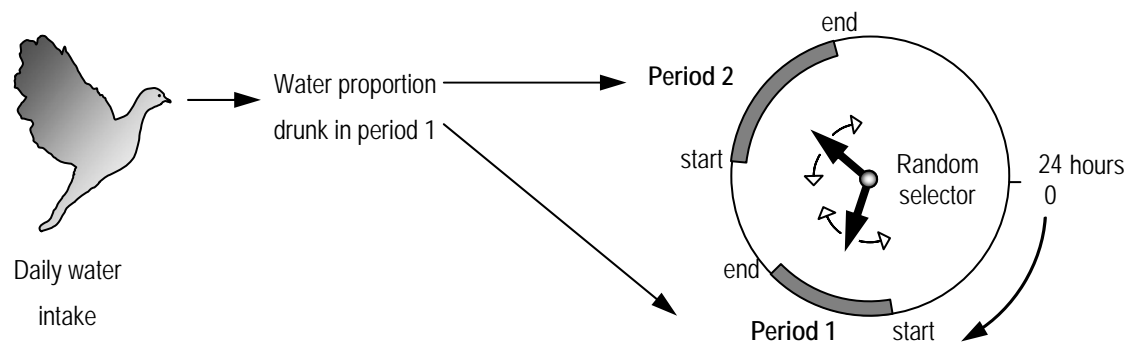 end
Period 2
Water proportion
drunk in period 1
start
Random
selector
24 hours
0
Daily water
intake
end
Period 1
start